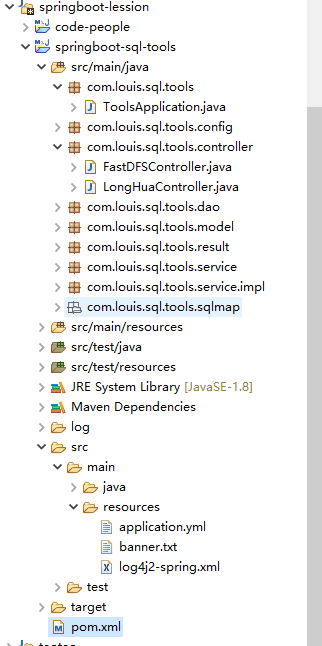 springboot-lession
code-people
springboot-sql-tools
src/main/java
com.louis.sql.tools
ToolsApplication.java
com.louis.sql.tools.config
com.louis.sql.tools.controller
FastDFSController.java
LongHuaController.java
com.louis.sql.tools.dao
com.louis.sql.tools.model
com.louis.sql.tools.result
com.louis.sql.tools.service
com.louis.sql.tools.service.impl
com.louis.sql.tools.sqlmap
src/main/resources
src/test/java
src/test/resources
JRE System Library [JavaSE-1.8]
Maven Dependencies
log
src
main
java
resources
application.yml
banner.txt
log4j2-spring.xml
test
target
pom.xml